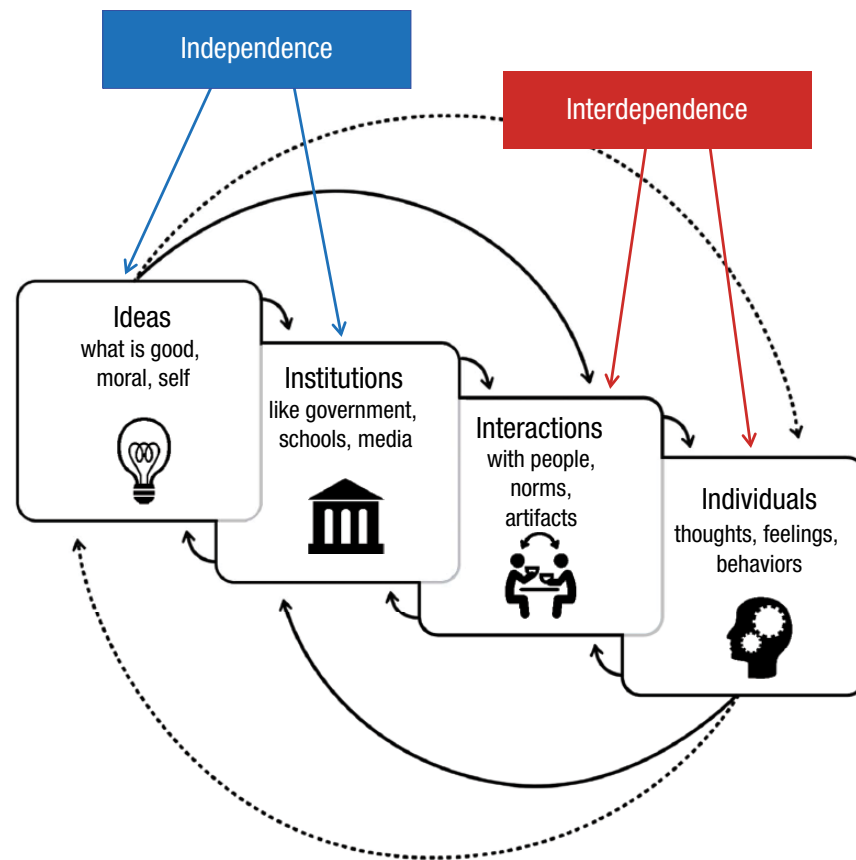 Independence
Interdependence
Ideas
what is good,
moral, self
Institutions
like government,
schools, media
Interactions
with people,
norms,
artifacts
Individuals
thoughts, feelings,
behaviors